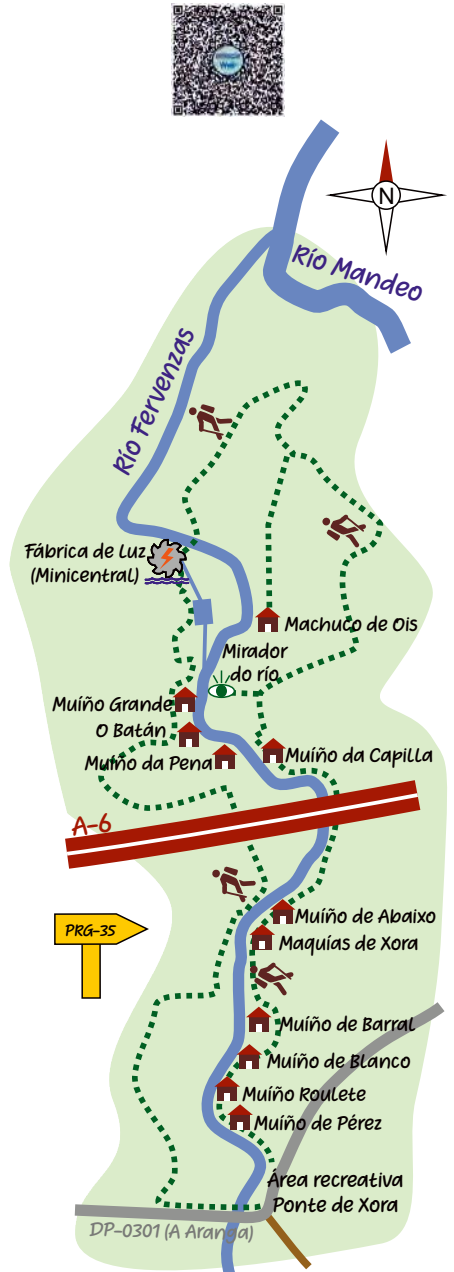 N
Río Mandeo
Río Fervenzas
Fábrica de luz
(Minicentral)
Machuco de Ois
Mirador
do río
Muíño Grande
O Batán
Muíño da Pena
Muíño da Capilla
A-6
PRG-35
Muíño de Abaixo
Maquías de Xora
Muíño de Barral
Muíño de Blanco
Muíño Roulete
Muíño de Pérez
Área recreativa
Ponte de Xora
DP-0301 (A Aranga)